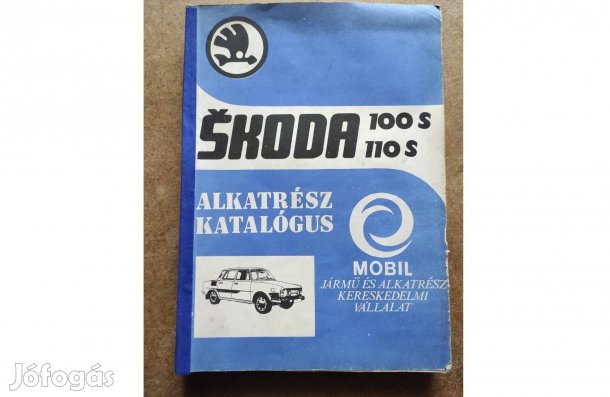 ŠKODA 100 S
110 S
ALKATRÉSZ
KATALÓGUS
MOBIL
JÁRMŰ ÉS ALKATRÉSZ
KERESKEDELMI
VÁLLALAT
Jófogás